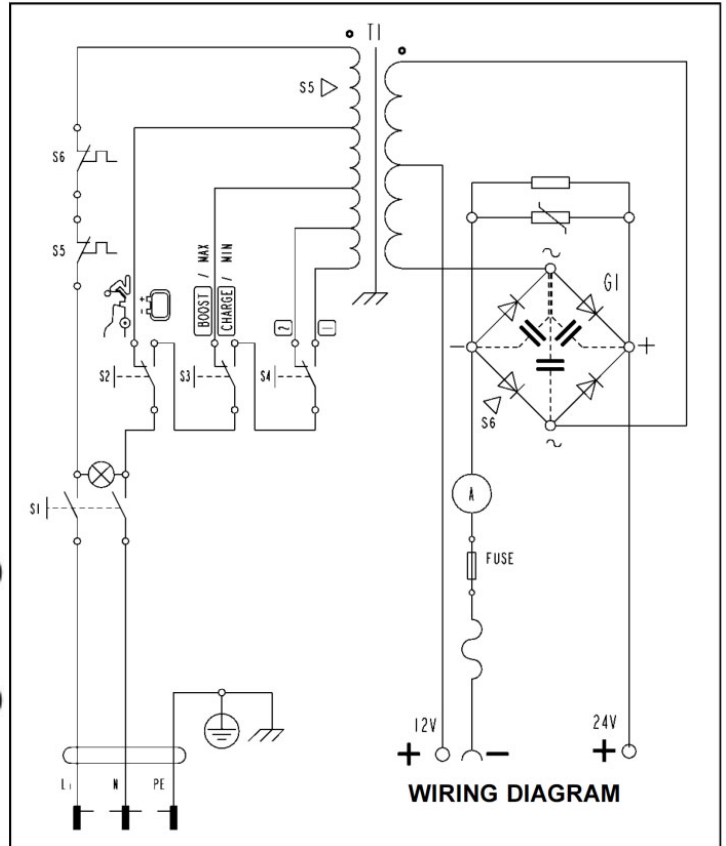 T1
S5
S6
S5
BOOST / MAX
CHARGE / MIN
+
-
2
1
S2
S3
S4
G1
~
- +
S6
~
S1
A
FUSE
12V
24V
+ - +
WIRING DIAGRAM
L1 N PE